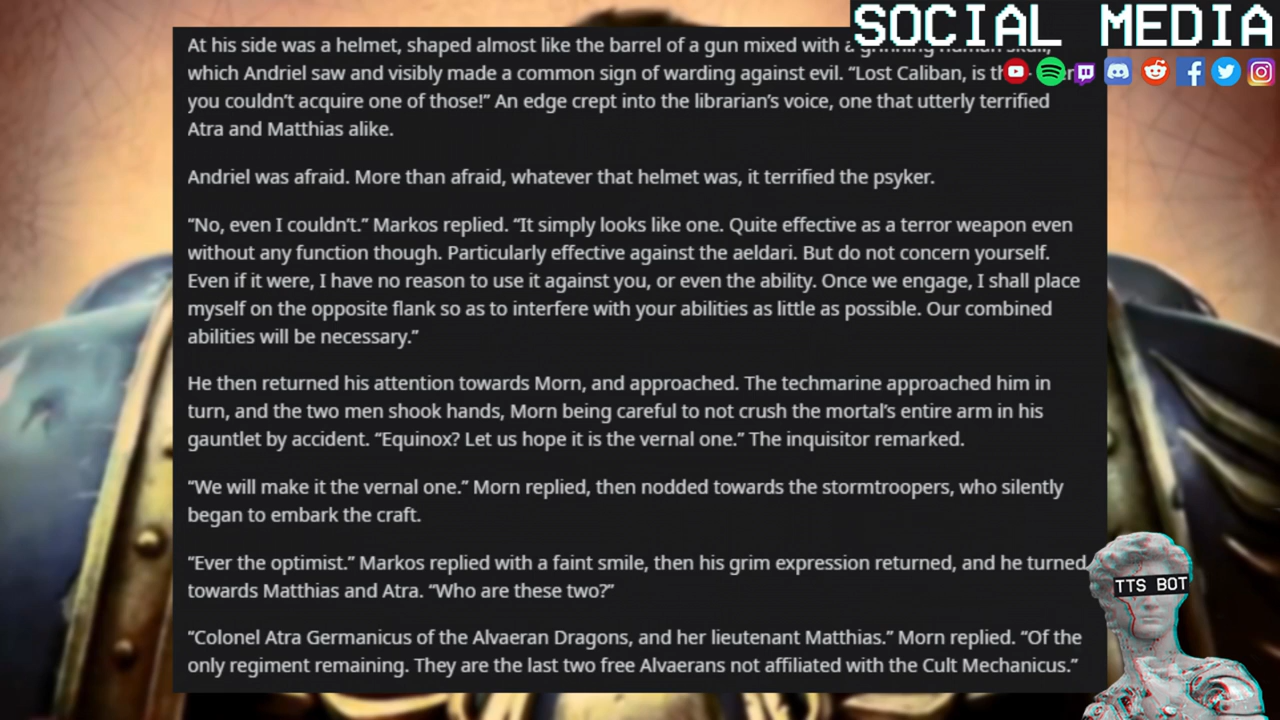 SOCIAL MEDIA
At his side was a helmet, shaped almost like the barrel of a gun mixed with a grinning human skull,
which Andriel saw and visibly made a common sign of warding against evil. “Lost Caliban, is
you couldn’t acquire one of those!” An edge crept into the librarian’s voice, one that utterly terrified
Atra and Matthias alike.
Andriel was afraid. More than afraid, whatever that helmet was, it terrified the psyker.
“No, even I couldn’t.” Markos replied. “It simply looks like one. Quite effective as a terror weapon even
without any function though. Particularly effective against the aeldari. But do not concern yourself.
Even if it were, I have no reason to use it against you, or even the ability. Once we engage, I shall place
myself on the opposite flank so as to interfere with your abilities as little as possible. Our combined
abilities will be necessary.”
He then returned his attention towards Morn, and approached. The techmarine approached him in
turn, and the two men shook hands, Morn being careful to not crush the mortal’s entire arm in his
gauntlet by accident. “Equinox? Let us hope it is the vernal one.” The inquisitor remarked.
“We will make it the vernal one.” Morn replied, then nodded towards the stormtroopers, who silently
began to embark the craft.
“Ever the optimist.” Markos replied with a faint smile, then his grim expression returned, and he turned
towards Matthias and Atra. “Who are these two?”
“Colonel Atra Germanicus of the Alvaeran Dragons, and her lieutenant Matthias.” Morn replied. “Of the
only regiment remaining. They are the last two free Alvaerans not affiliated with the Cult Mechanicus.”
TTS BOT